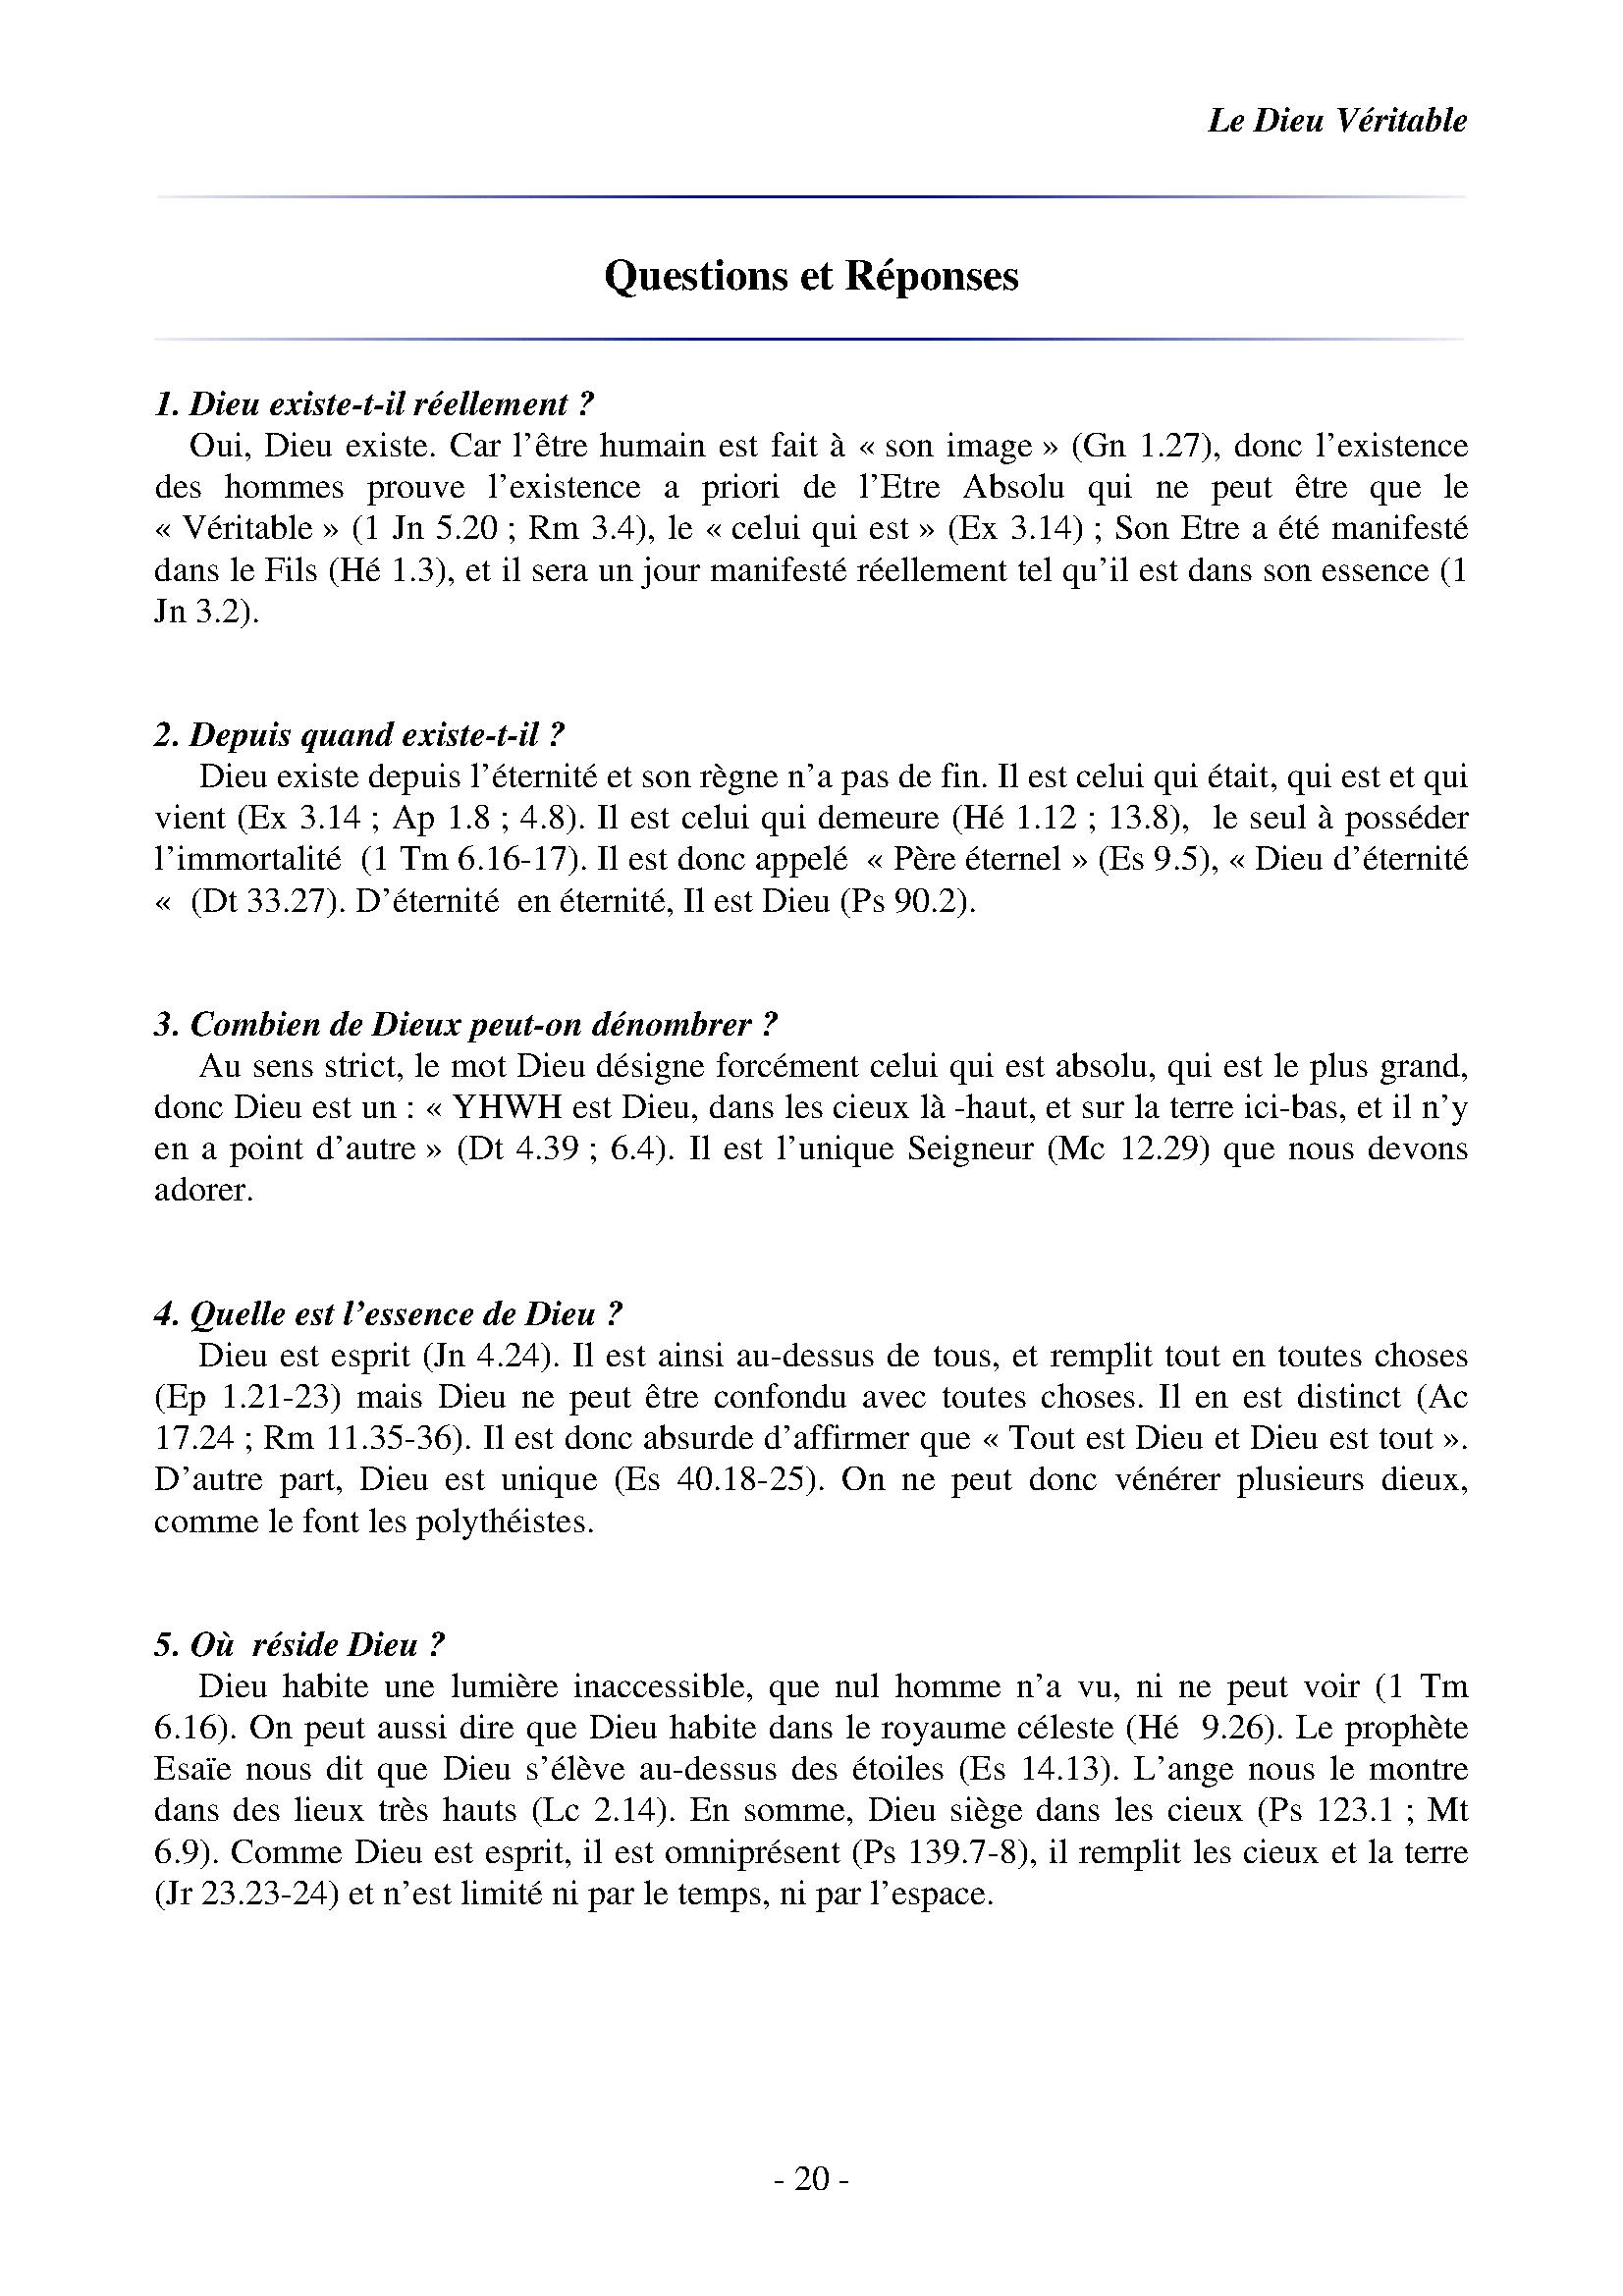 Le Dieu Véritable
Questions et Réponses
1. Dieu existe-t-il réellement ?
Oui, Dieu existe. Car l’être humain est fait à « son image » (Gn 1.27), donc l’existence
des hommes prouve l’existence a priori de l’Etre Absolu qui ne peut être que le
« Véritable » (1 Jn 5.20 ; Rm 3.4), le « celui qui est » (Ex 3.14) ; Son Etre a été manifesté
dans le Fils (Hé 1.3), et il sera un jour manifesté réellement tel qu’il est dans son essence (1
Jn 3.2).
2. Depuis quand existe-t-il ?
Dieu existe depuis l’éternité et son règne n’a pas de fin. Il est celui qui était, qui est et qui
vient (Ex 3.14 ; Ap 1.8 ; 4.8). Il est celui qui demeure (Hé 1.12 ; 13.8), le seul à posséder
l’immortalité (1 Tm 6.16-17). Il est donc appelé « Père éternel » (Es 9.5), « Dieu d’éternité
« (Dt 33.27). D’éternité en éternité, Il est Dieu (Ps 90.2).
3. Combien de Dieux peut-on dénombrer ?
Au sens strict, le mot Dieu désigne forcément celui qui est absolu, qui est le plus grand,
donc Dieu est un : « YHWH est Dieu, dans les cieux là -haut, et sur la terre ici-bas, et il n’y
en a point d’autre » (Dt 4.39 ; 6.4). Il est l’unique Seigneur (Mc 12.29) que nous devons
adorer.
4. Quelle est l’essence de Dieu ?
Dieu est esprit (Jn 4.24). Il est ainsi au-dessus de tous, et remplit tout en toutes choses
(Ep 1.21-23) mais Dieu ne peut être confondu avec toutes choses. Il en est distinct (Ac
17.24 ; Rm 11.35-36). Il est donc absurde d’affirmer que « Tout est Dieu et Dieu est tout ».
D’autre part, Dieu est unique (Es 40.18-25). On ne peut donc vénérer plusieurs dieux,
comme le font les polythéistes.
5. Où réside Dieu ?
Dieu habite une lumière inaccessible, que nul homme n’a vu, ni ne peut voir (1 Tm
6.16). On peut aussi dire que Dieu habite dans le royaume céleste (Hé 9.26). Le prophète
Esaïe nous dit que Dieu s’élève au-dessus des étoiles (Es 14.13). L’ange nous le montre
dans des lieux très hauts (Lc 2.14). En somme, Dieu siège dans les cieux (Ps 123.1 ; Mt
6.9). Comme Dieu est esprit, il est omniprésent (Ps 139.7-8), il remplit les cieux et la terre
(Jr 23.23-24) et n’est limité ni par le temps, ni par l’espace.
- 20 -